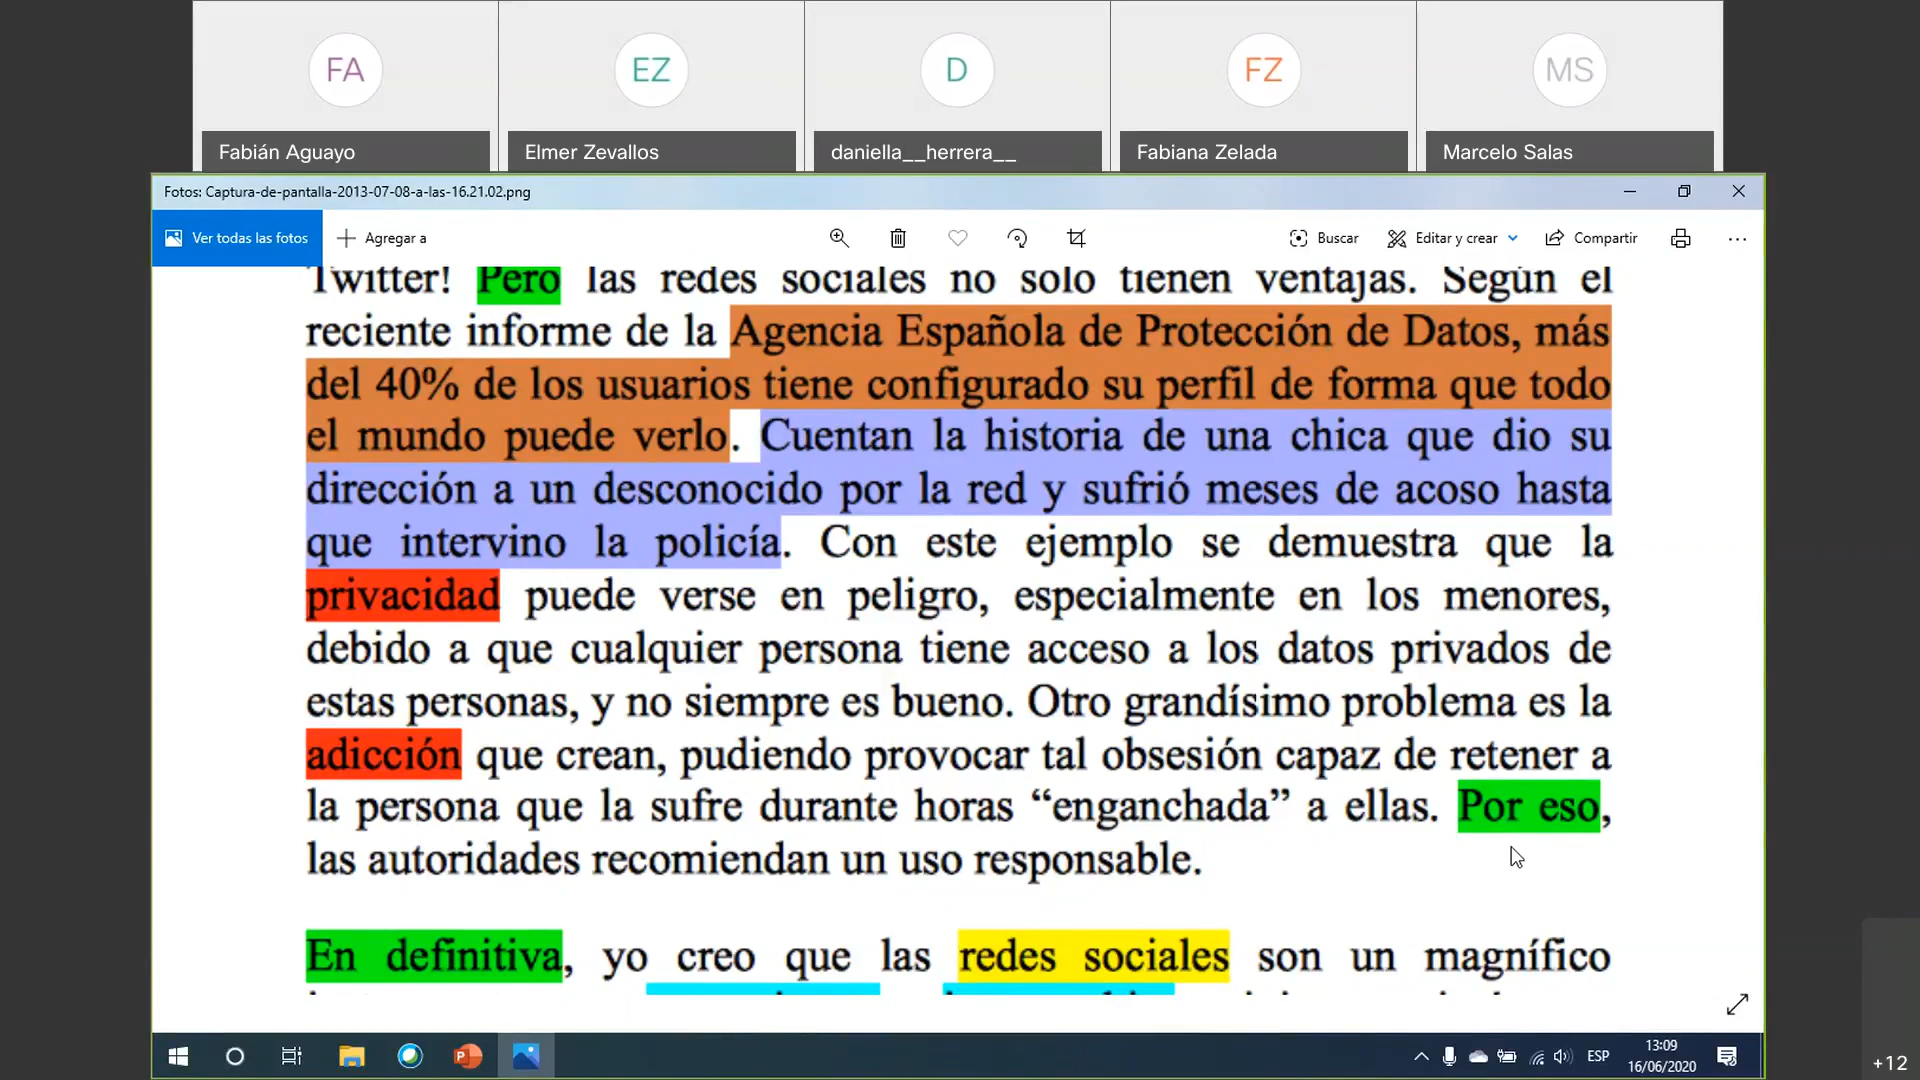 FA
EZ
D
FZ
MS
Fabián Aguayo
Elmer Zevallos
daniella__herrera__
Fabiana Zelada
Marcelo Salas
Fotos: Captura-de-pantalla-2013-07-08-a-las-16.21.02.png
Ver todas las fotos
Agregar a
Buscar
Editar y crear
Compartir
Twitter! Pero las redes sociales no solo tienen ventajas. Según el
reciente informe de la Agencia Española de Protección de Datos, más
del 40% de los usuarios tiene configurado su perfil de forma que todo
el mundo puede verlo. Cuentan la historia de una chica que dio su
dirección a un desconocido por la red y sufrió meses de acoso hasta
que intervino la policía. Con este ejemplo se demuestra que la
privacidad puede verse en peligro, especialmente en los menores,
debido a que cualquier persona tiene acceso a los datos privados de
estas personas, y no siempre es bueno. Otro grandísimo problema es la
adicción que crean, pudiendo provocar tal obsesión capaz de retener a
la persona que la sufre durante horas “enganchada” a ellas. Por eso,
las autoridades recomiendan un uso responsable.
En definitiva, yo creo que las redes sociales son un magnífico
ESP
13:09
16/06/2020
+12